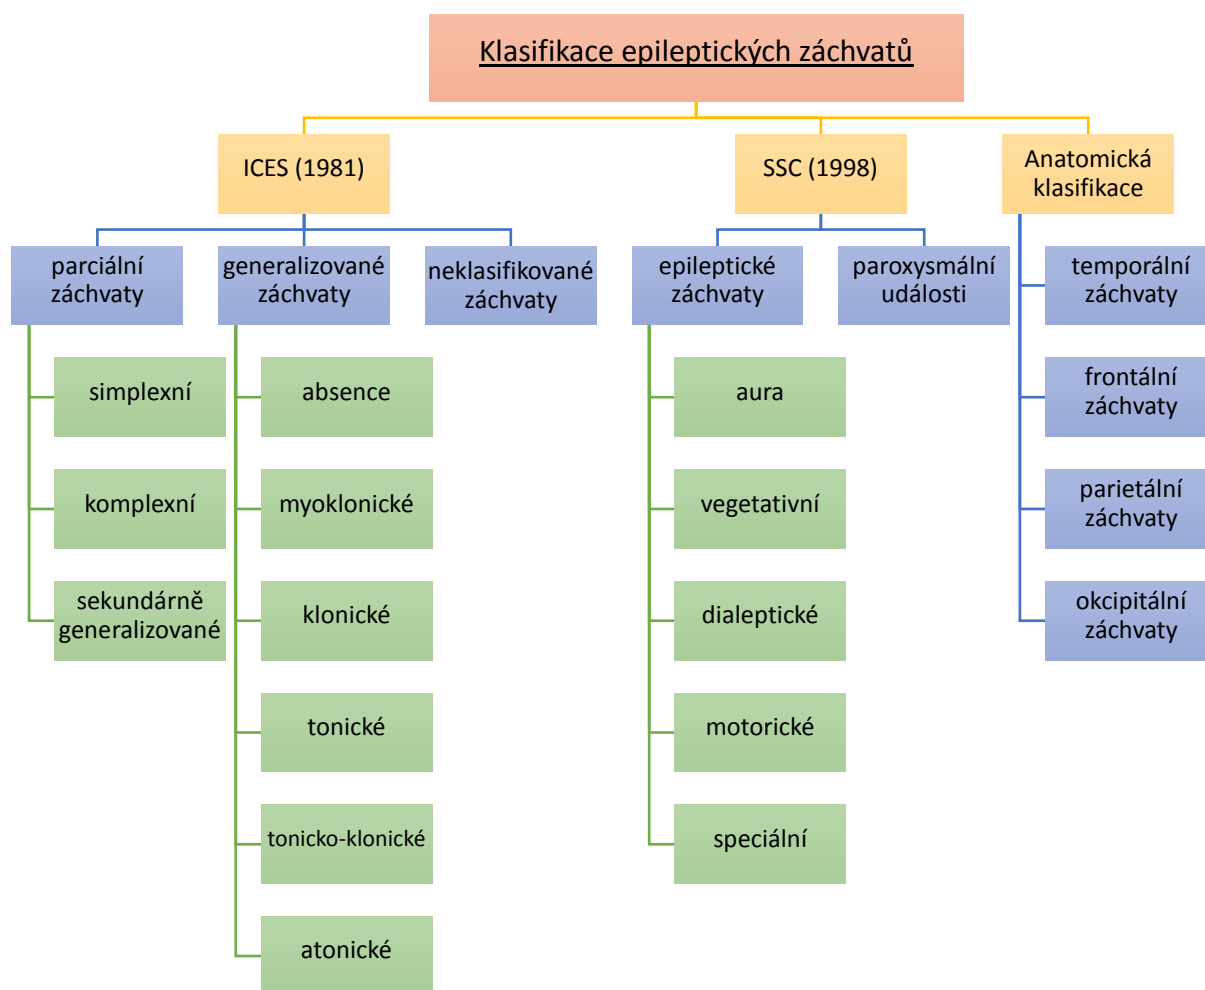 Klasifikace epileptických záchvatů
ICES (1981)
SSC (1998)
Anatomická
klasifikace
parciální
záchvaty
generalizované
záchvaty
neklasifikované
záchvaty
epileptické
záchvaty
paroxysmální
události
temporální
záchvaty
simplexní
absence
aura
frontální
záchvaty
komplexní
myoklonické
vegetativní
parietální
záchvaty
sekundárně
generalizované
klonické
dialeptické
okcipitální
záchvaty
tonické
motorické
tonicko-klonické
speciální
atonické